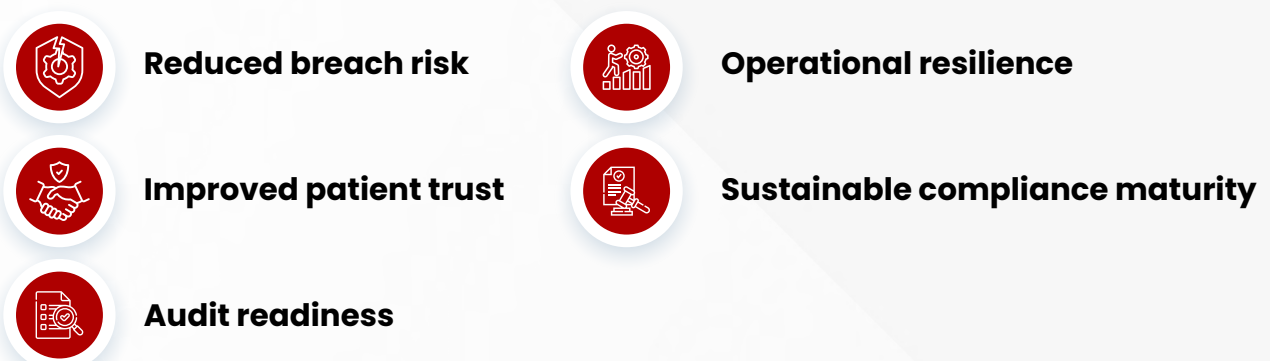 Reduced breach risk
Operational resilience
Improved patient trust
Sustainable compliance maturity
Audit readiness